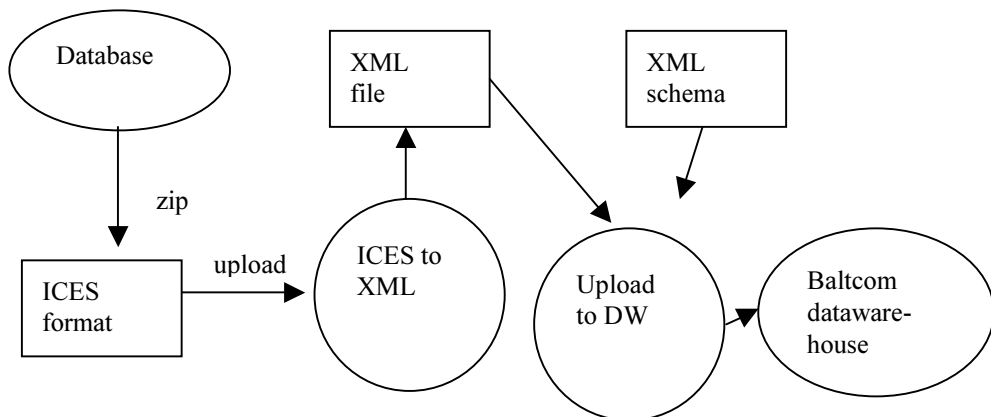 Database
XML
file
XML
schema
zip
upload
ICES
format
ICES to
XML
Upload
to DW
Baltcom
dataware-
house